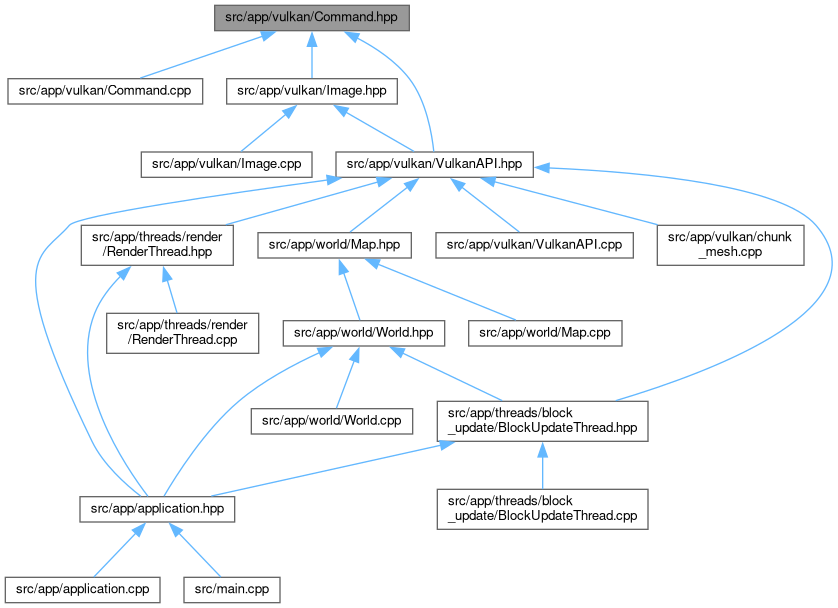 src/app/vulkan/Command.hpp
src/app/vulkan/Command.cpp
src/app/vulkan/Image.hpp
src/app/vulkan/Image.cpp
src/app/vulkan/VulkanAPI.hpp
src/app/threads/render
/RenderThread.hpp
src/app/world/Map.hpp
src/app/vulkan/VulkanAPI.cpp
src/app/vulkan/chunk
_mesh.cpp
src/app/threads/render
/RenderThread.cpp
src/app/world/World.hpp
src/app/world/Map.cpp
src/app/world/World.cpp
src/app/threads/block
_update/BlockUpdateThread.hpp
src/app/application.hpp
src/app/threads/block
_update/BlockUpdateThread.cpp
src/app/application.cpp
src/main.cpp